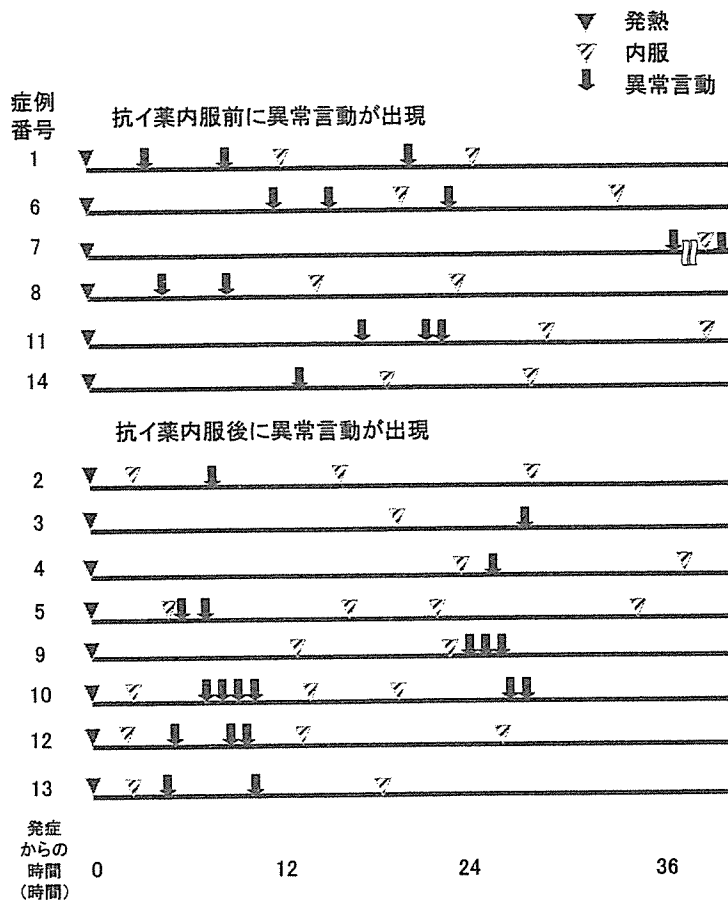 発熱
内服
異常言動
症例
番号
抗イ薬内服前に異常言動が出現
1
6
7
8
11
14
抗イ薬内服後に異常言動が出現
2
3
4
5
9
10
12
13
発症
からの
時間
(時間)
0 12 24 36